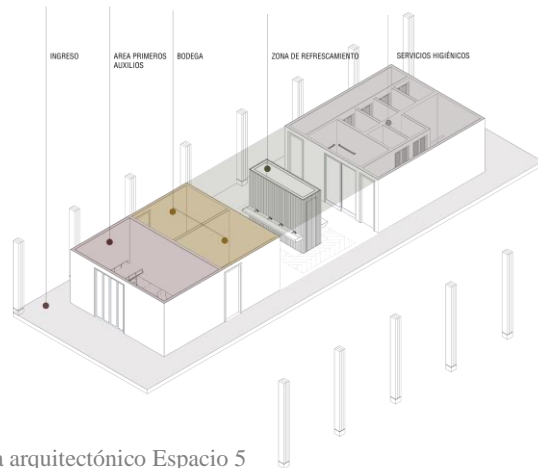 INGRESO
AREA PRIMEROS
AUXILIOS
BODEGA
ZONA DE REFRESCAMIENTO
SERVICIOS HIGIÉNICOS
arquitectónico Espacio 5